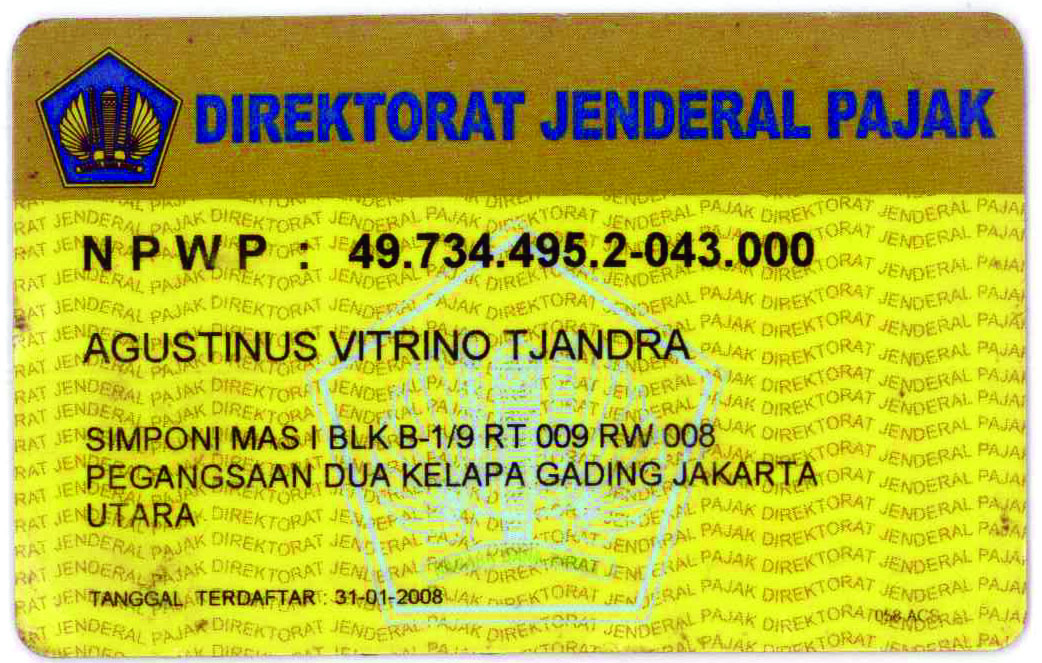 DIREKTORAT JENDERAL PAJAK
N P W P : 49.734.495.2-043.000
AGUSTINUS VITRINO TJANDRA
SIMPONI MAS I BLK B-1/9 RT 009 RW 008
PEGANGSAAN DUA KELAPA GADING JAKARTA
UTARA
TANGGAL TERDAFTAR : 31-01-2008
058 ACS